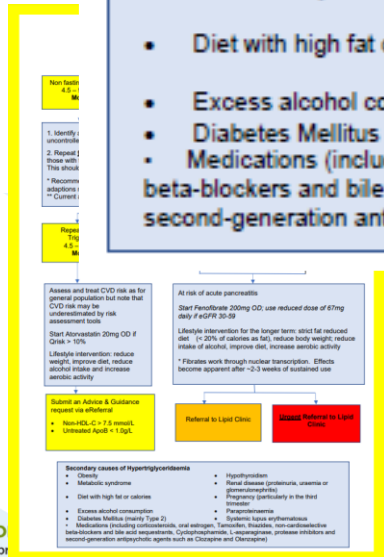 • Diet with high fat
• Excess alcohol
• Diabetes Mellitus
• Medications
beta-blockers and bile
second-generation
Non fasting
4.5 –
1. Identify
2. Repeat
those with
This should
** Current
4.5 –
Assess and treat CVD risk as for
general population but note that
CVD risk may be
underestimated by risk
assessment tools
Start Atorvastatin 20mg OD if
Qrisk > 10%
Lifestyle intervention: reduce
weight, improve diet, reduce
alcohol intake and increase
aerobic activity
At risk of acute pancreatitis
Start Fenofibrate 200mg OD; use reduced dose of 67mg
daily if eGFR 30-59
Lifestyle intervention for the longer term: strict fat reduced
diet (< 20% of calories as fat), reduce body weight; reduce
intake of alcohol, improve diet, increase aerobic activity
* Fibrates work through nuclear transcription. Effects
become apparent after ~2-3 weeks of sustained use
Submit an Advice & Guidance
request via eReferral
• Non-HDL-C > 7.5 mmol/L
• Untreated ApoB < 1.0g/L
Referral to Lipid Clinic
Urgent Referral to Lipid
Clinic
Secondary causes of Hypertriglyceridaemia
• Obesity
• Metabolic syndrome
• Diet with high fat or calories
• Excess alcohol consumption
• Diabetes Mellitus (mainly Type 2)
• Hypothyroidism
• Renal disease (proteinuria, uraemia or
glomerulonephritis)
• Pregnancy (particularly in the third
trimester
• Paraproteinaemia
• Systemic lupus erythematosus
• Medications (including corticosteroids, oral estrogen, Tamoxifen, thiazides, non-cardioselective
beta-blockers and bile acid sequestrants, Cyclophosphamide, L-asparaginase, protease inhibitors and
second-generation antipsychotic agents such as Clozapine and Olanzapine)